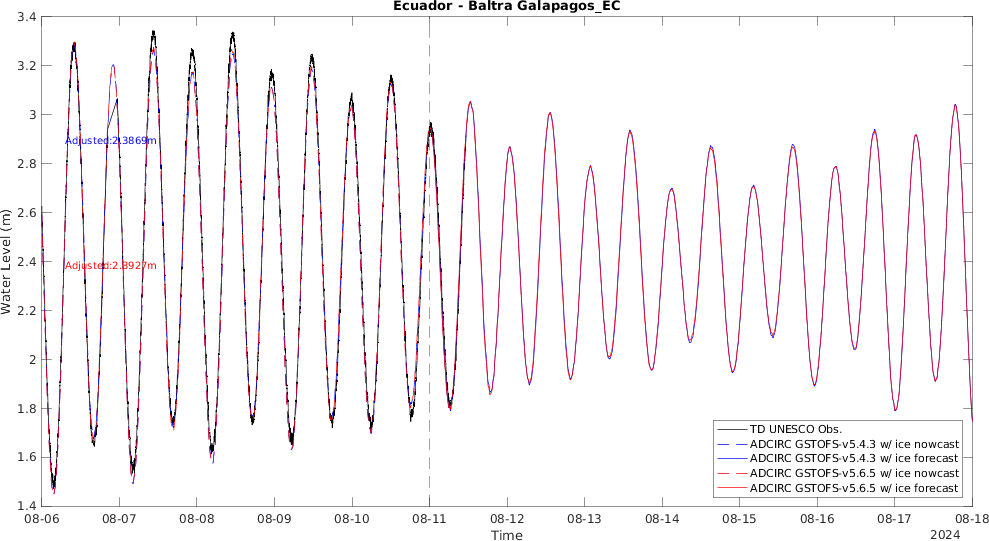 Ecuador - Baltra Galapagos_EC
3.4
3.2
3
2.8
2.6
2.4
2.2
2
1.8
1.6
1.4
Water Level (m)
Adjusted:2.3869m
Adjusted:2.3927m
TD UNESCO Obs.
ADCIRC GSTOFS-v5.4.3 w/ ice nowcast
ADCIRC GSTOFS-v5.4.3 w/ ice forecast
ADCIRC GSTOFS-v5.6.5 w/ ice nowcast
ADCIRC GSTOFS-v5.6.5 w/ ice forecast
08-06 08-07 08-08 08-09 08-10 08-11 08-12 08-13 08-14 08-15 08-16 08-17 08-18
Time
2024